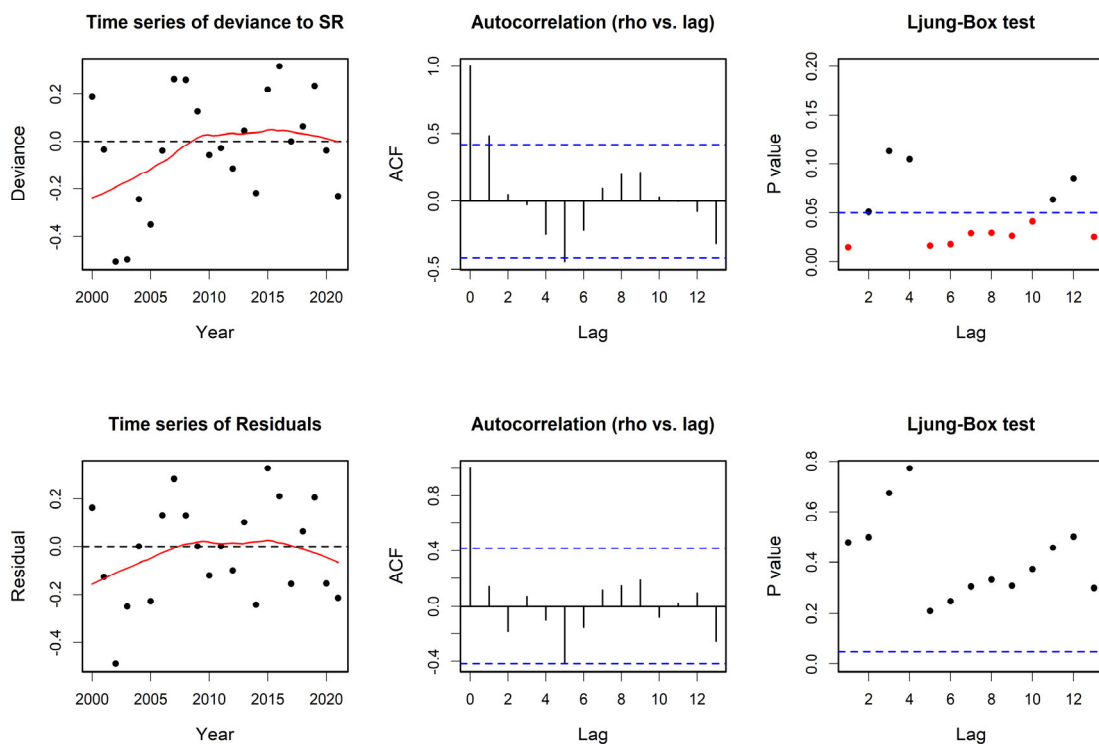 Time series of deviance to SR
Autocorrelation (rho vs. lag)
Ljung-Box test
Deviance
0.2
0.0
-0.2
-0.4
2000 2005 2010 2015 2020
Year
ACF
1.0
0.5
0.0
-0.5
0 2 4 6 8 10 12
Lag
P value
0.20
0.15
0.10
0.05
0.00
2 4 6 8 10 12
Lag
Time series of Residuals
Autocorrelation (rho vs. lag)
Ljung-Box test
Residual
0.2
0.0
-0.2
-0.4
2000 2005 2010 2015 2020
Year
ACF
0.8
0.4
0.0
-0.4
0 2 4 6 8 10 12
Lag
P value
0.8
0.6
0.4
0.2
0.0
2 4 6 8 10 12
Lag